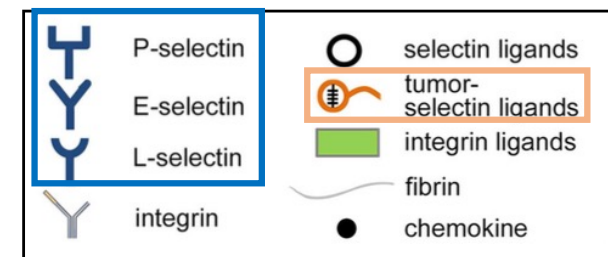 P-selectin
E-selectin
L-selectin
integrin
selectin ligands
tumor-
selectin ligands
integrin ligands
fibrin
chemokine